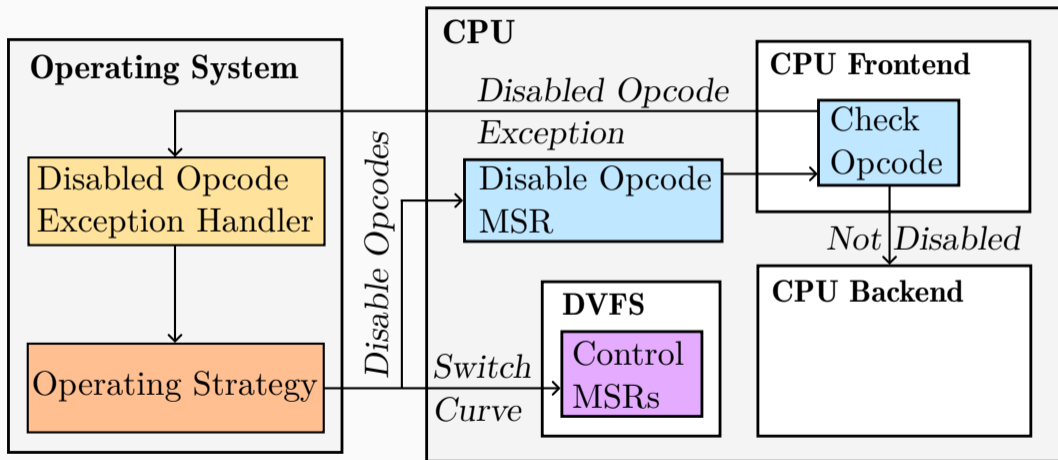 Operating System
Disabled Opcode
Exception Handler
Operating Strategy
Disable Opcodes
CPU
Disabled Opcode
Exception
Disable Opcode
MSR
Switch
Curve
DVFS
Control
MSRs
CPU Frontend
Check
Opcode
Not Disabled
CPU Backend